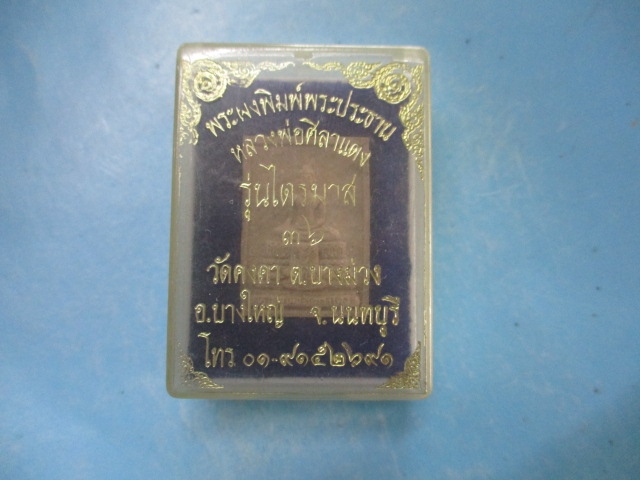 พระผงพิมพ์พระประธาน
หลวงพ่อศิลาแดง
รุ่นไตรมาส
๓๖
วัดคงคา ต.บางม่วง
อ.บางใหญ่ จ.นนทบุรี
โทร ๐๑-๙๑๕๒๖๙๑